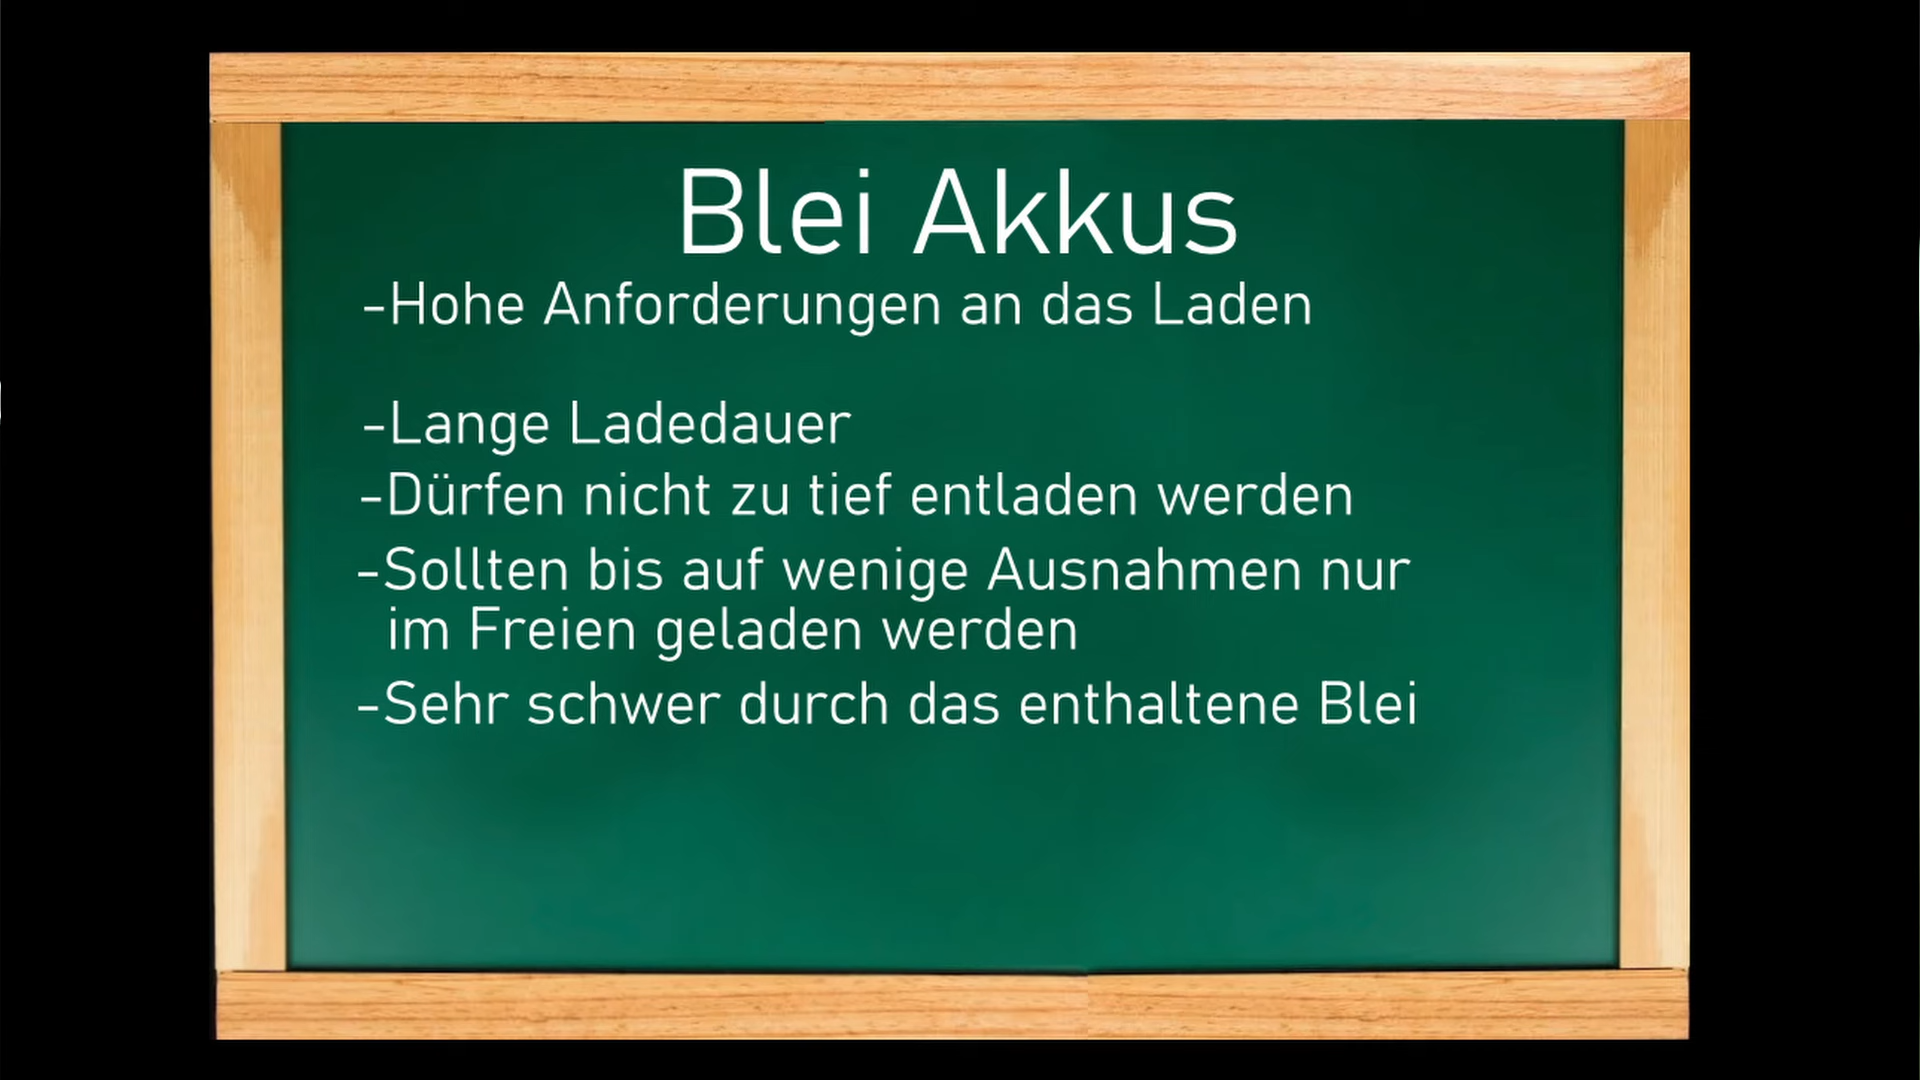 Blei Akkus
-Hohe Anforderungen an das Laden
-Lange Ladedauer
-Dürfen nicht zu tief entladen werden
-Sollten bis auf wenige Ausnahmen nur
im Freien geladen werden
-Sehr schwer durch das enthaltene Blei